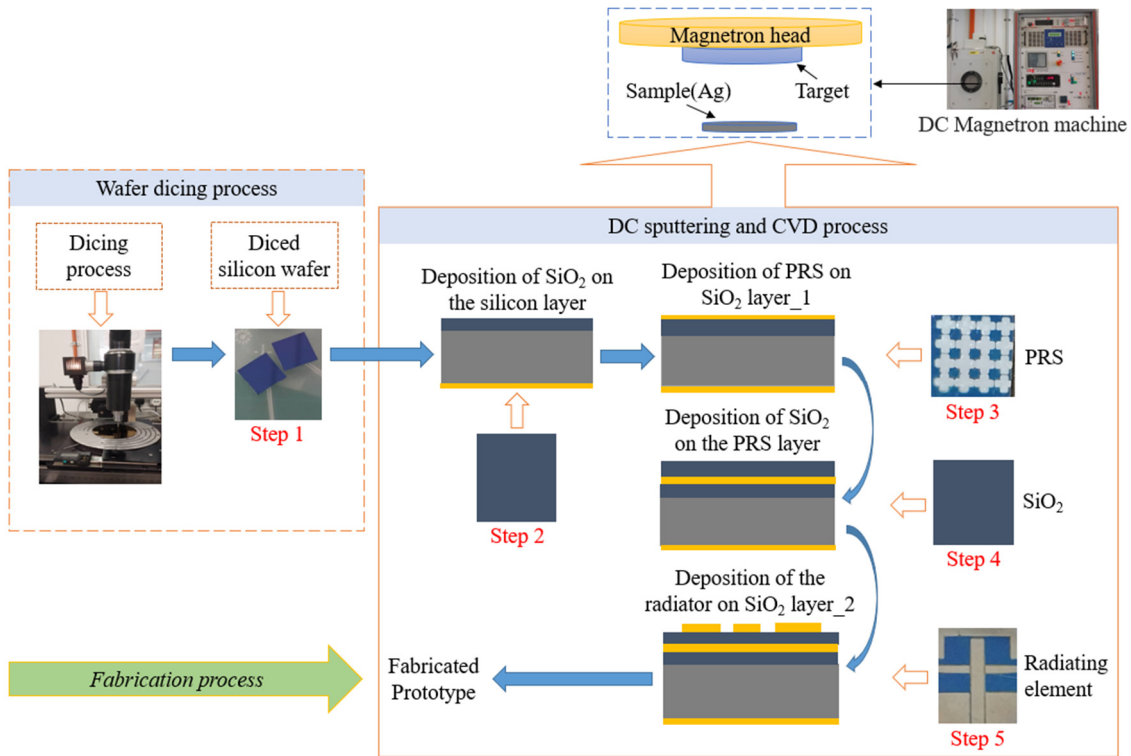 Magnetron head
Sample(Ag)
Target
DC Magnetron machine
Wafer dicing process
Dicing
process
Diced
silicon wafer
Step 1
DC sputtering and CVD process
Deposition of SiO₂ on
the silicon layer
Step 2
Deposition of PRS on
SiO₂ layer_1
PRS
Step 3
Deposition of SiO₂
on the PRS layer
SiO₂
Step 4
Deposition of the
radiator on SiO₂ layer_2
Radiating
element
Step 5
Fabricated
Prototype
Fabrication process